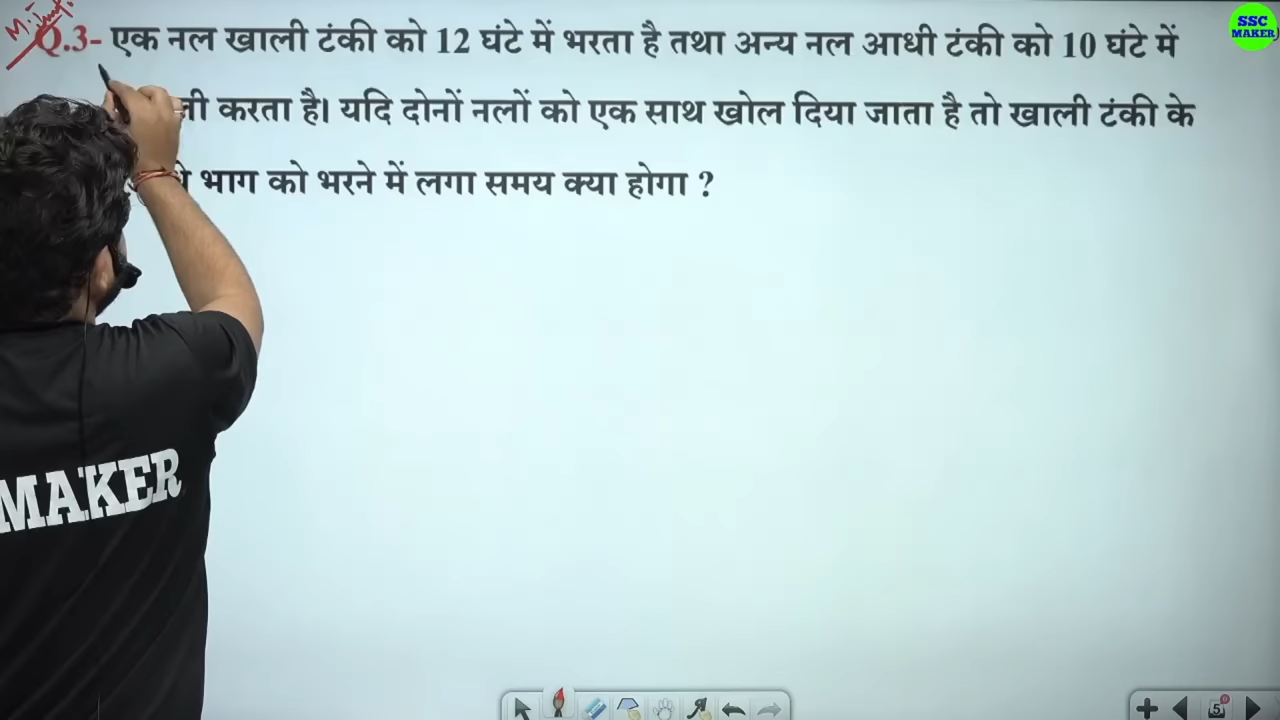 Q.3- एक नल खाली टंकी को 12 घंटे में भरता है तथा अन्य नल आधी टंकी को 10 घंटे में
करता है। यदि दोनों नलों को एक साथ खोल दिया जाता है तो खाली टंकी के
भाग को भरने में लगा समय क्या होगा ?
SSC
MAKER
MAKER
5